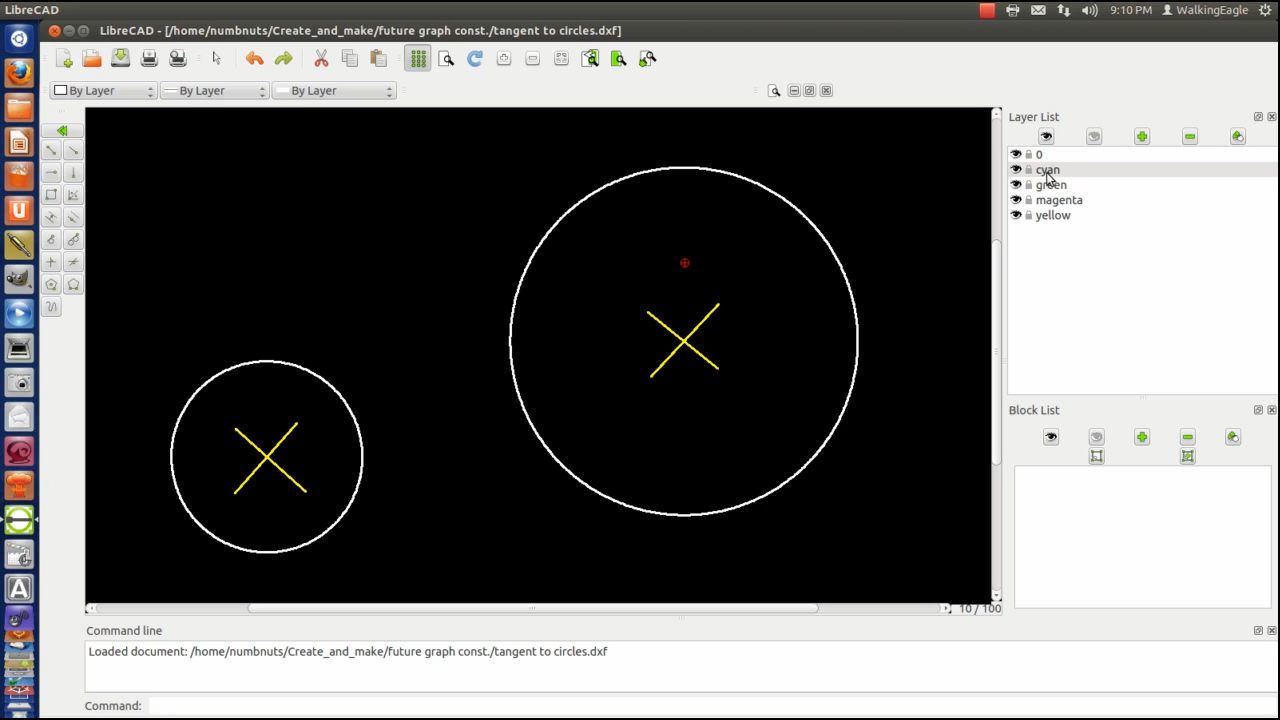 LibreCAD
9:10 PM
WalkingEagle
LibreCAD - [/home/numbnuts/Create_and_make/future graph const./tangent to circles.dxf]
By Layer
By Layer
By Layer
Layer List
0
cyan
green
magenta
yellow
Block List
10 / 100
Command line
Loaded document: /home/numbnuts/Create_and_make/future graph const./tangent to circles.dxf
Command: